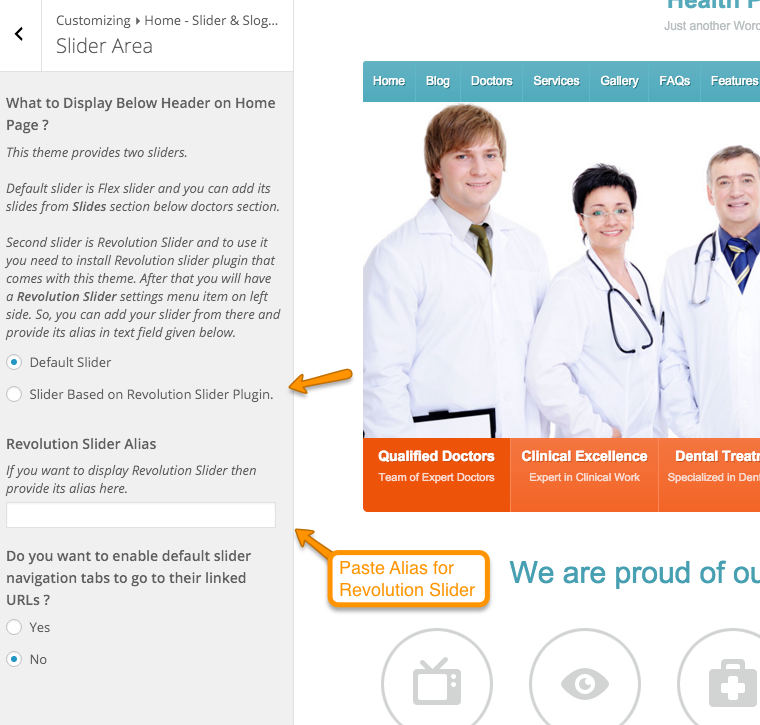 Customizing ▸ Home - Slider & Slog...
Slider Area
What to Display Below Header on Home
Page ?
This theme provides two sliders.
Default slider is Flex slider and you can add its
slides from Slides section below doctors section.
Second slider is Revolution Slider and to use it
you need to install Revolution slider plugin that
comes with this theme. After that you will have
a Revolution Slider settings menu item on left
side. So, you can add your slider from there and
provide its alias in text field given below.
Default Slider
Slider Based on Revolution Slider Plugin.
Revolution Slider Alias
If you want to display Revolution Slider then
provide its alias here.
Do you want to enable default slider
navigation tabs to go to their linked
URLs ?
Yes
No
Health P
Just another Word
Home Blog Doctors Services Gallery FAQs Features
Qualified Doctors Clinical Excellence Dental Treatr
Team of Expert Doctors Expert in Clinical Work Specialized in Den
Paste Alias for
Revolution Slider
We are proud of ou